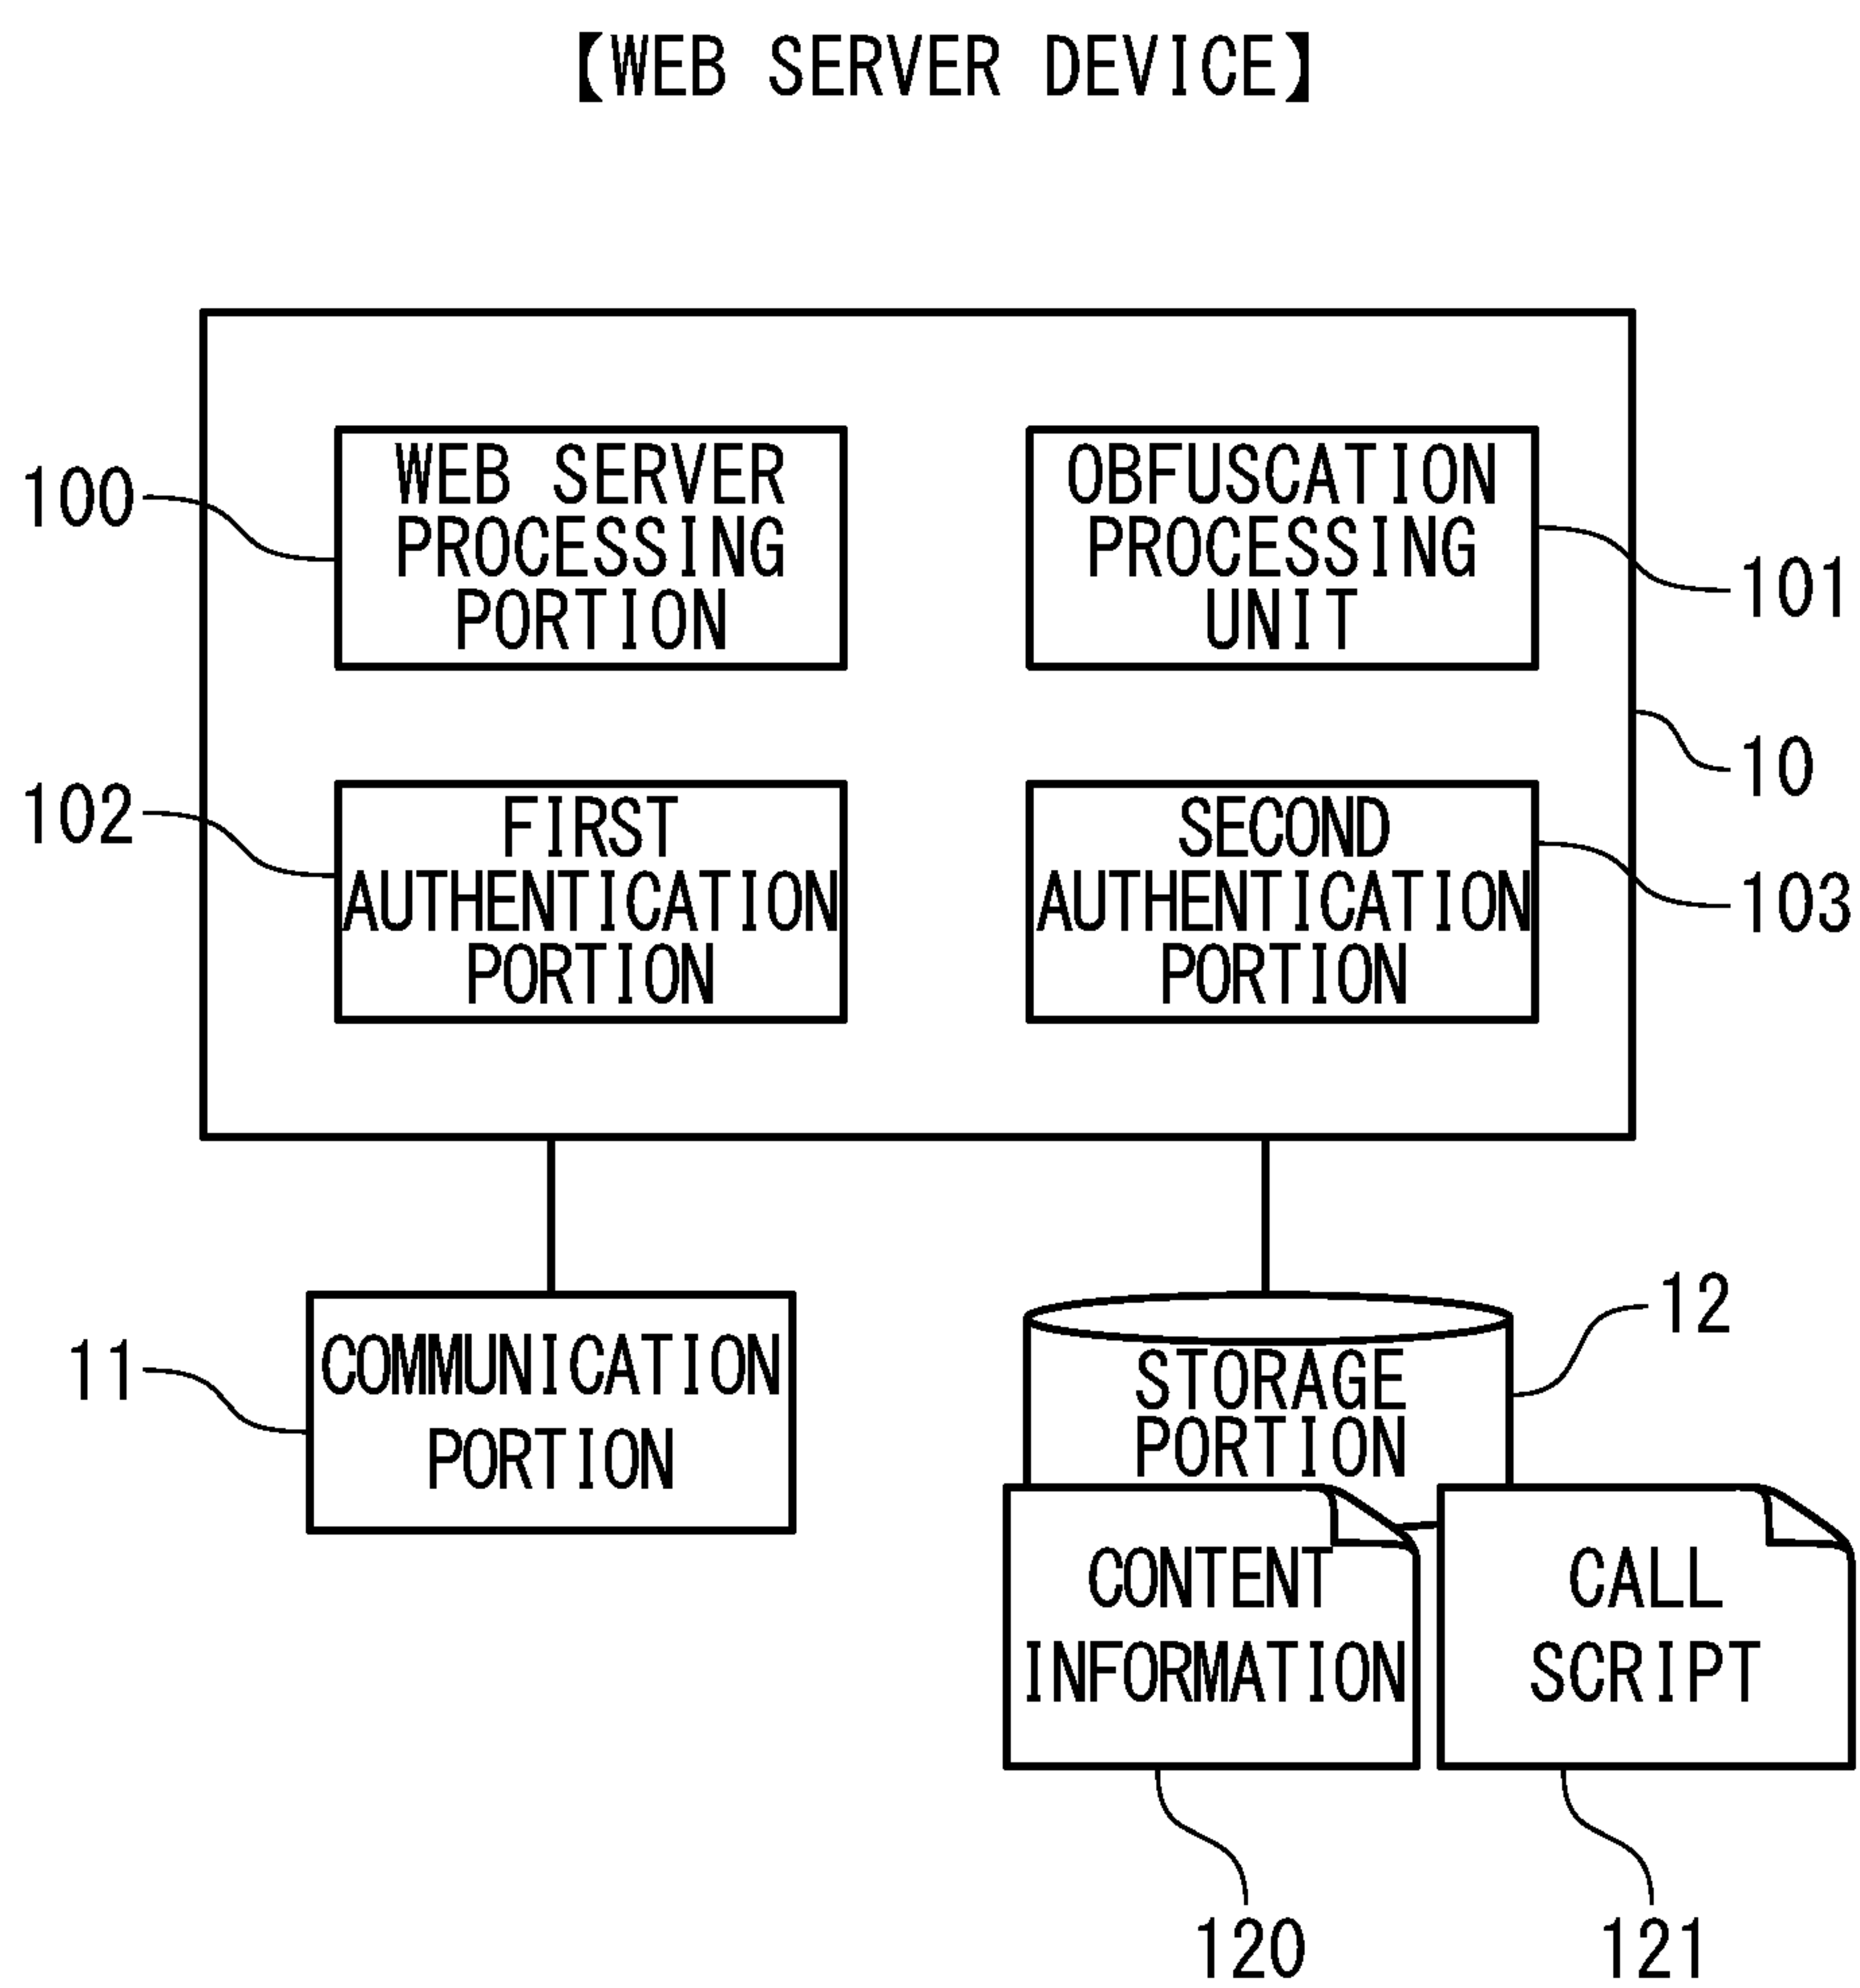 【WEB SERVER DEVICE】
100
WEB SERVER
PROCESSING
PORTION
OBFUSCATION
PROCESSING
UNIT
101
10
102
FIRST
AUTHENTICATION
PORTION
SECOND
AUTHENTICATION
PORTION
103
11
COMMUNICATION
PORTION
12
STORAGE
PORTION
CONTENT
INFORMATION
CALL
SCRIPT
120
121